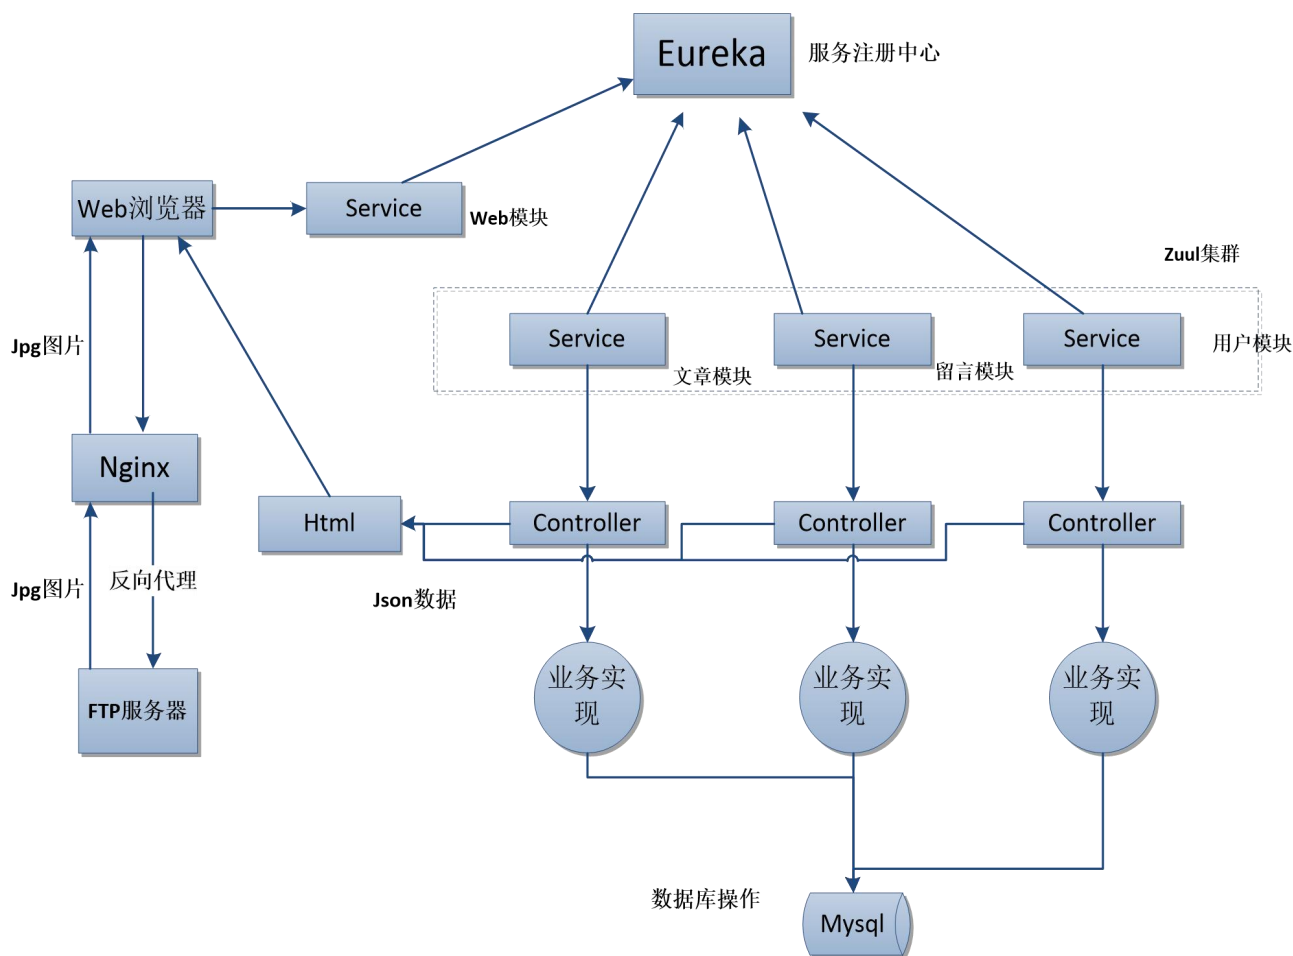 Eureka
服务注册中心
Web浏览器
Service
Web模块
Zuul集群
Service
文章模块
Service
留言模块
Service
用户模块
Jpg图片
Nginx
Html
Controller
Controller
Controller
Jpg图片
反向代理
Json数据
FTP服务器
业务实
现
业务实
现
业务实
现
数据库操作
Mysql